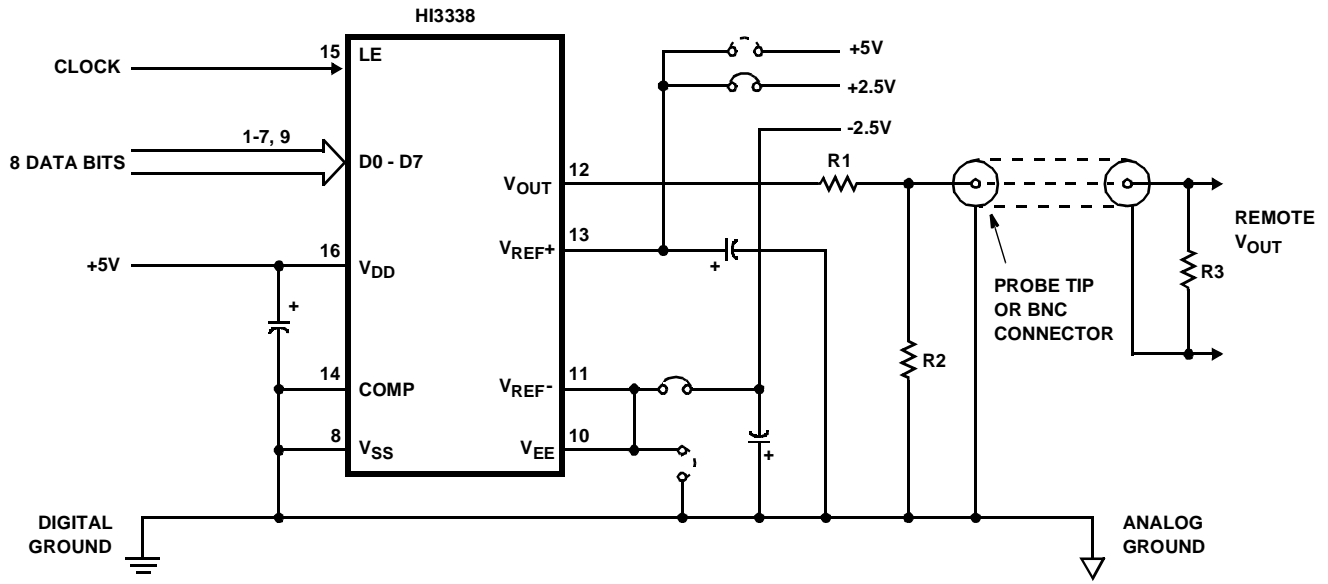 HI3338
CLOCK
15
LE
+5V
+2.5V
-2.5V
8 DATA BITS
1-7, 9
D0 - D7
12
VOUT
R1
13
VREF+
+
REMOTE
VOUT
R3
+5V
16
VDD
+
PROBE TIP
OR BNC
CONNECTOR
R2
14
COMP
11
VREF-
8
VSS
10
VEE
+
DIGITAL
GROUND
ANALOG
GROUND